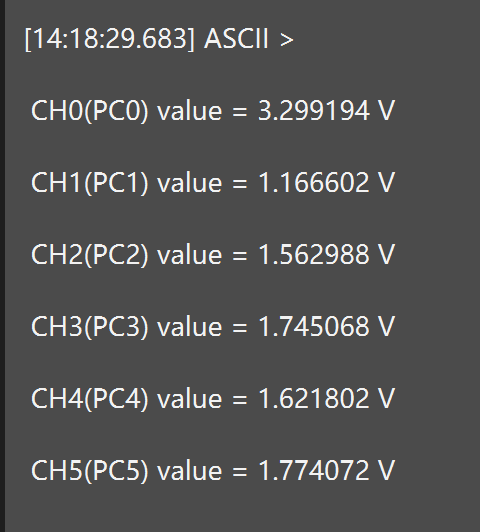 [14:18:29.683] ASCII >
CH0(PC0) value = 3.299194 V
CH1(PC1) value = 1.166602 V
CH2(PC2) value = 1.562988 V
CH3(PC3) value = 1.745068 V
CH4(PC4) value = 1.621802 V
CH5(PC5) value = 1.774072 V